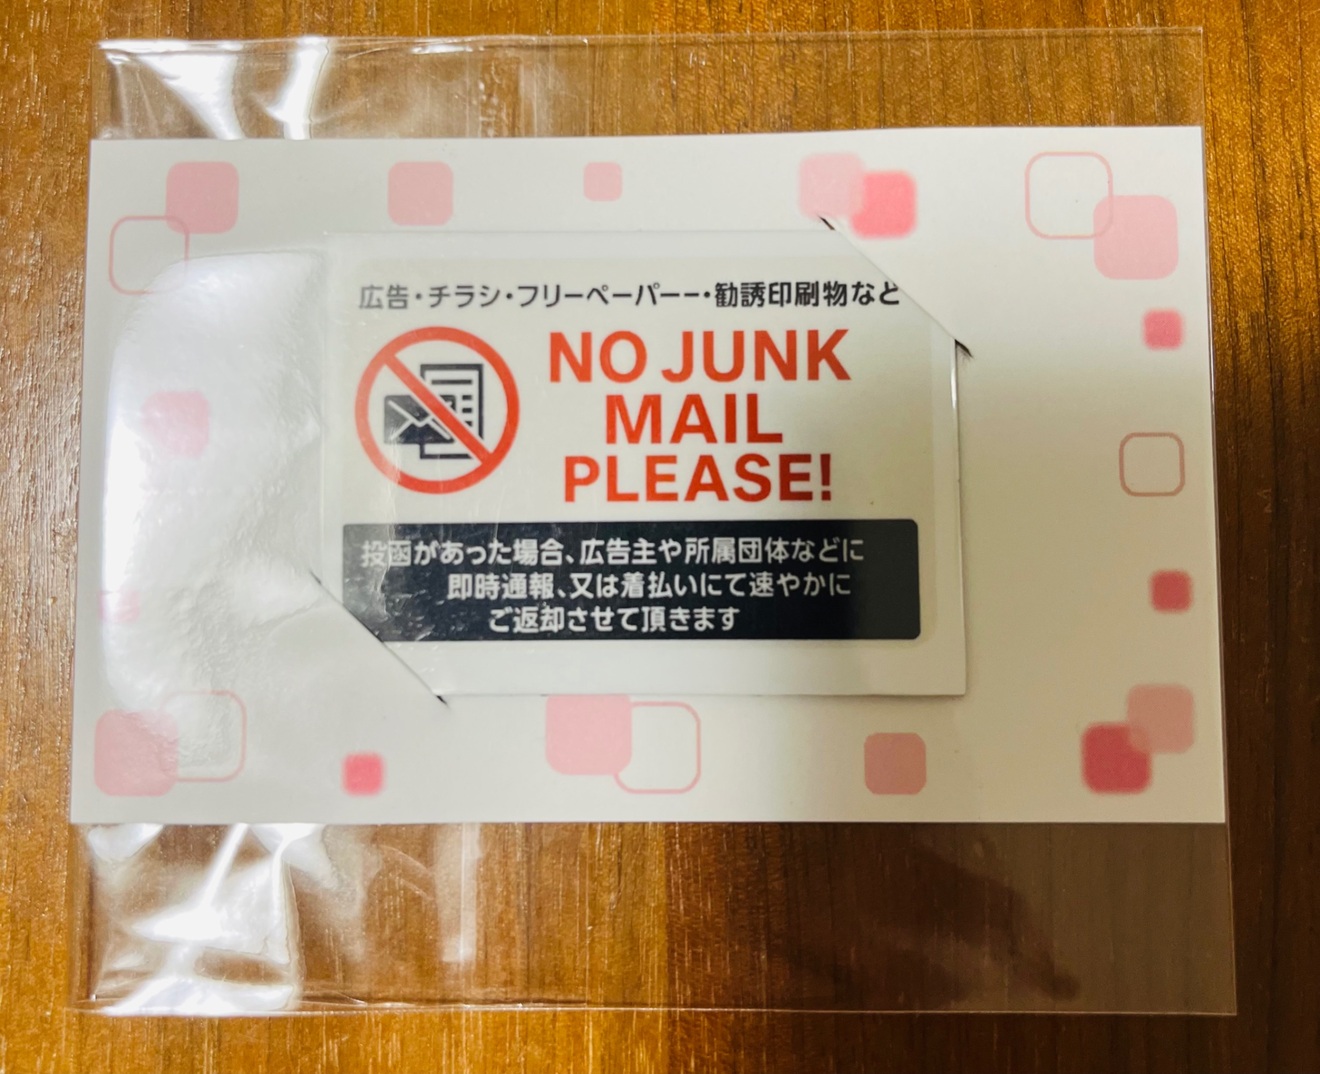 広告・チラシ・フリーペーパーー・勧誘印刷物など
NO JUNK
MAIL
PLEASE!
投函があった場合、広告主や所属団体などに
即時通報、又は着払いにて速やかに
ご返却させて頂きます